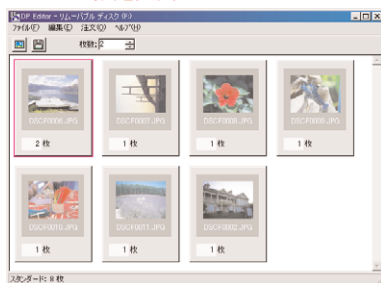 DP Editor - リムーバブル ディスク (F:)
ファイル(F) 編集(E) 注文(O) ヘルプ(H)
枚数: 2
DSCF0006.JPG DSCF0007.JPG DSCF0008.JPG DSCF0009.JPG
2 枚 1 枚 1 枚 1 枚
DSCF0010.JPG DSCF0011.JPG DSCF0002.JPG
1 枚 1 枚 1 枚
スタンダード: 8 枚